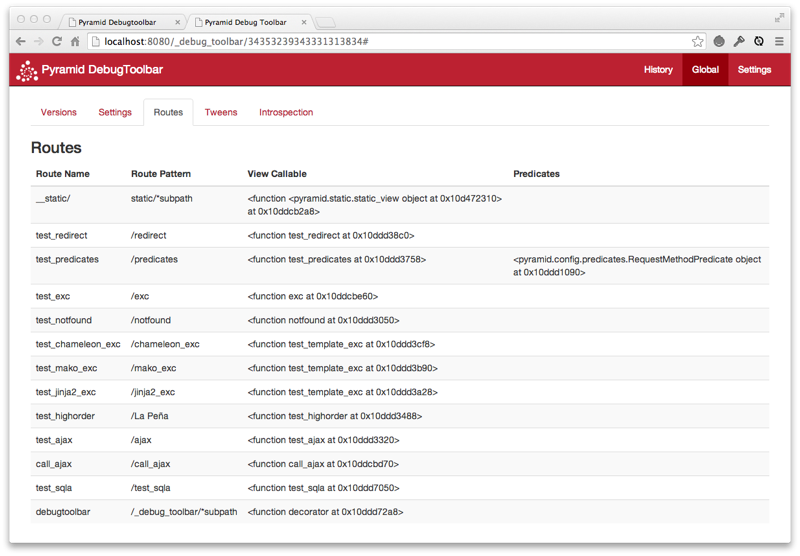 Pyramid Debugtoolbar
Pyramid Debug Toolbar
localhost:8080/_debug_toolbar/34353239343331313834#
Pyramid DebugToolbar
History Global Settings
Versions Settings Routes Tweens Introspection
Routes
Route Name Route Pattern View Callable Predicates
__static/ static/*subpath <function <pyramid.static.static_view object at 0x10d472310>
at 0x10ddcb2a8>
test_redirect /redirect <function test_redirect at 0x10ddd38c0>
test_predicates /predicates <function test_predicates at 0x10ddd3758> <pyramid.config.predicates.RequestMethodPredicate object
at 0x10ddd1090>
test_exc /exc <function exc at 0x10ddcbe60>
test_notfound /notfound <function notfound at 0x10ddd3050>
test_chameleon_exc /chameleon_exc <function test_template_exc at 0x10ddd3cf8>
test_mako_exc /mako_exc <function test_template_exc at 0x10ddd3b90>
test_jinja2_exc /jinja2_exc <function test_template_exc at 0x10ddd3a28>
test_highorder /La Peña <function test_highorder at 0x10ddd3488>
test_ajax /ajax <function test_ajax at 0x10ddd3320>
call_ajax /call_ajax <function call_ajax at 0x10ddcbd70>
test_sqla /test_sqla <function test_sqla at 0x10ddd7050>
debugtoolbar /_debug_toolbar/*subpath <function decorator at 0x10ddd72a8>